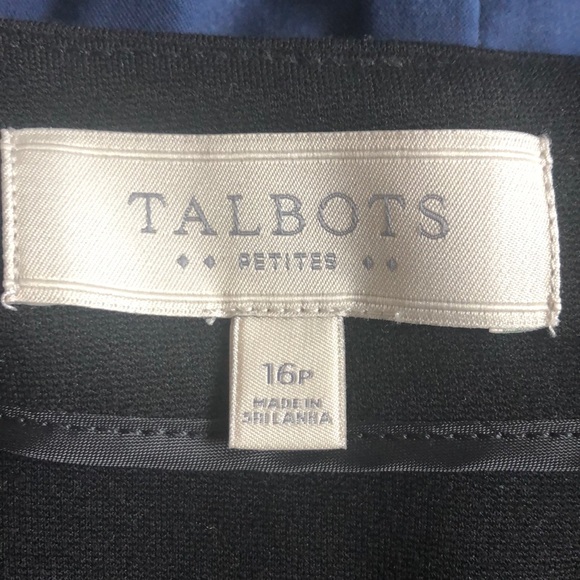 TALBOTS
PETITES
16P
MADE IN
SRI LANKA